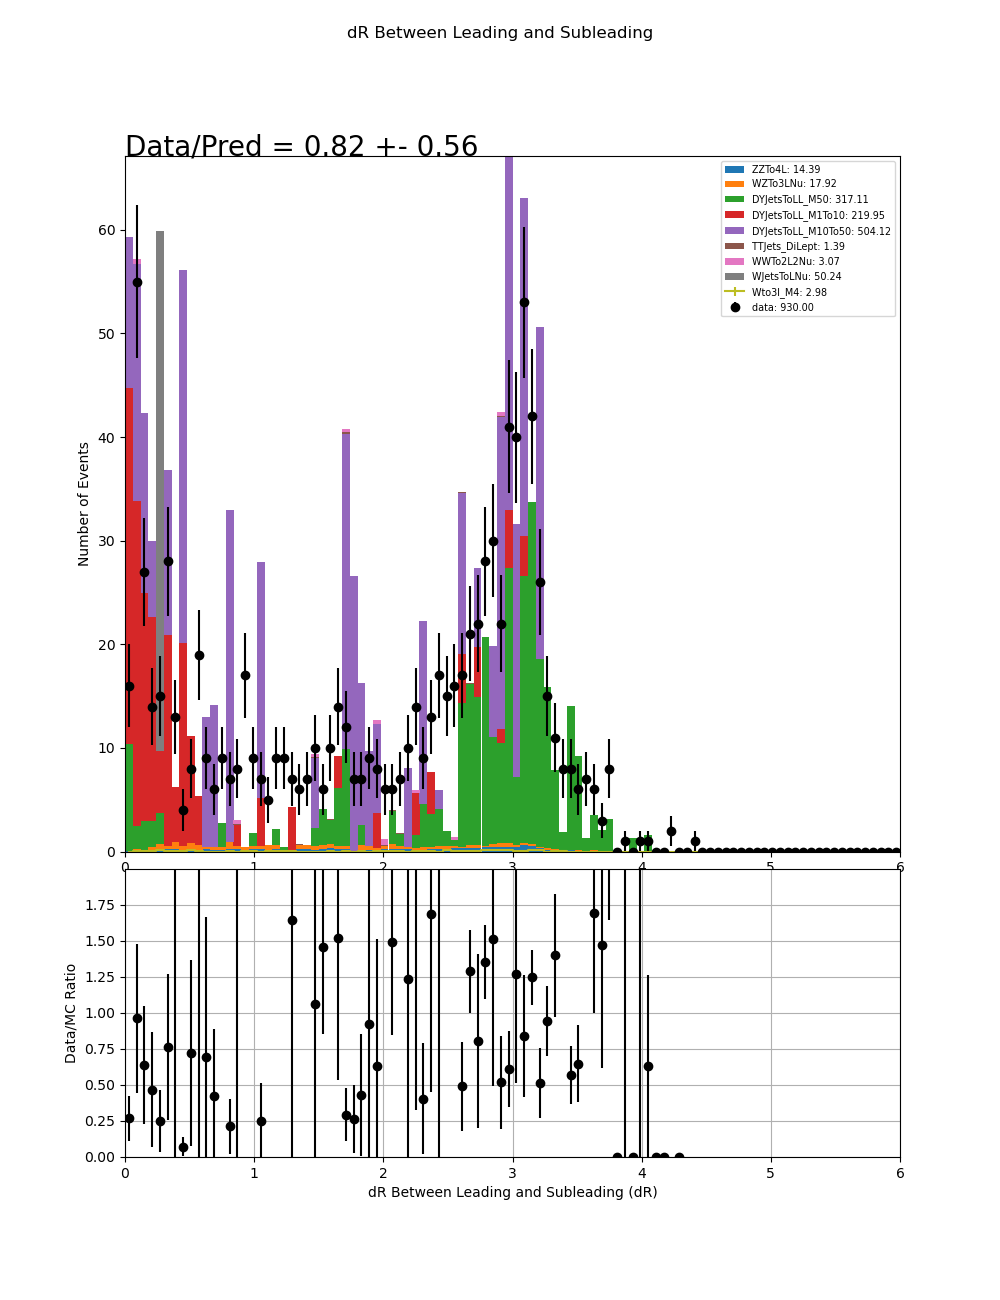 dR Between Leading and Subleading
Data/Pred = 0.82 +- 0.56
ZZTo4L: 14.39
WZTo3LNu: 17.92
DYJetsToLL_M50: 317.11
DYJetsToLL_M1To10: 219.95
DYJetsToLL_M10To50: 504.12
TTJets_DiLept: 1.39
WWTo2L2Nu: 3.07
WJetsToLNu: 50.24
Wto3l_M4: 2.98
data: 930.00
Number of Events
60
50
40
30
20
10
0
0 1 2 3 4 5 6
Data/MC Ratio
1.75
1.50
1.25
1.00
0.75
0.50
0.25
0.00
0 1 2 3 4 5 6
dR Between Leading and Subleading (dR)